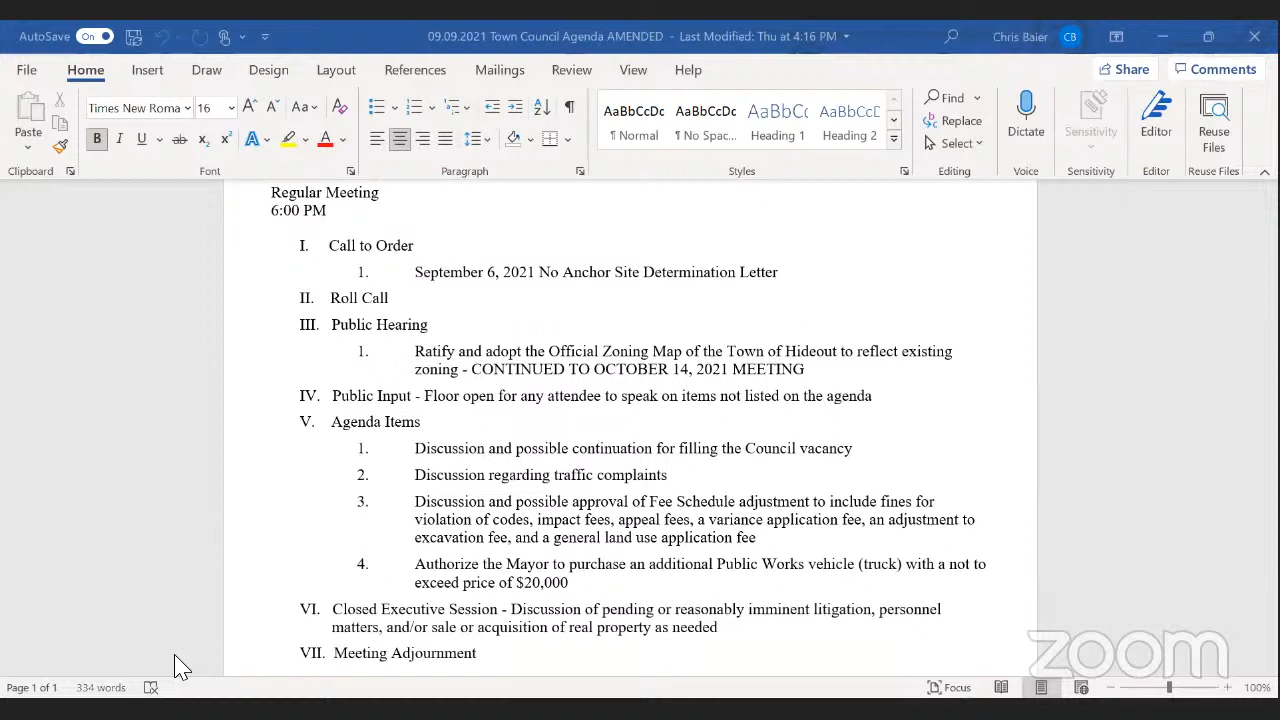 AutoSave On 09.09.2021 Town Council Agenda AMENDED - Last Modified: Thu at 4:16 PM Chris Baier CB
File Home Insert Draw Design Layout References Mailings Review View Help Share Comments
Paste Times New Roma 16 Aa AaBbCcDc AaBbCcDc AaBbCc AaBbCcD Find Replace Select Dictate Sensitivity Editor Reuse Files
B I U ab x₂ x² A A ¶ Normal ¶ No Spac... Heading 1 Heading 2
Clipboard Font Paragraph Styles Editing Voice Sensitivity Editor Reuse Files
Regular Meeting
6:00 PM
I. Call to Order
1. September 6, 2021 No Anchor Site Determination Letter
II. Roll Call
III. Public Hearing
1. Ratify and adopt the Official Zoning Map of the Town of Hideout to reflect existing
zoning - CONTINUED TO OCTOBER 14, 2021 MEETING
IV. Public Input - Floor open for any attendee to speak on items not listed on the agenda
V. Agenda Items
1. Discussion and possible continuation for filling the Council vacancy
2. Discussion regarding traffic complaints
3. Discussion and possible approval of Fee Schedule adjustment to include fines for
violation of codes, impact fees, appeal fees, a variance application fee, an adjustment to
excavation fee, and a general land use application fee
4. Authorize the Mayor to purchase an additional Public Works vehicle (truck) with a not to
exceed price of $20,000
VI. Closed Executive Session - Discussion of pending or reasonably imminent litigation, personnel
matters, and/or sale or acquisition of real property as needed
VII. Meeting Adjournment
zoom
Page 1 of 1 334 words Focus 100%